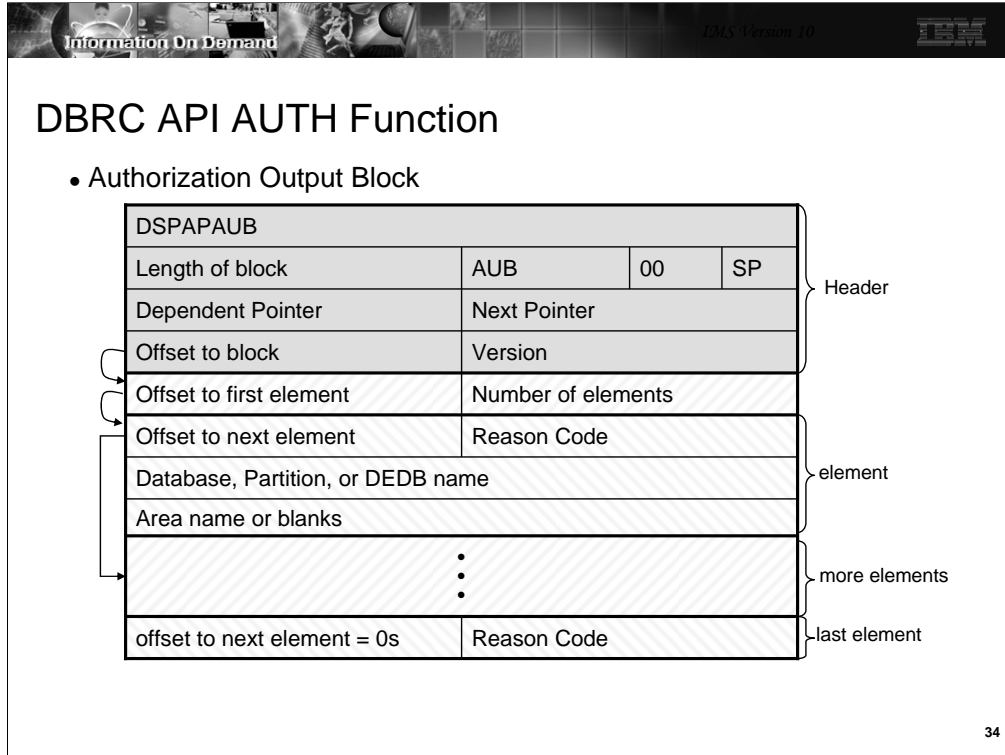 Information On Demand
IMS Version 10
IBM
DBRC API AUTH Function
• Authorization Output Block
DSPAPAUB
Length of block AUB 00 SP
Header
Dependent Pointer Next Pointer
Offset to block Version
Offset to first element Number of elements
Offset to next element Reason Code
Database, Partition, or DEDB name
element
Area name or blanks
more elements
offset to next element = 0s Reason Code
last element
34